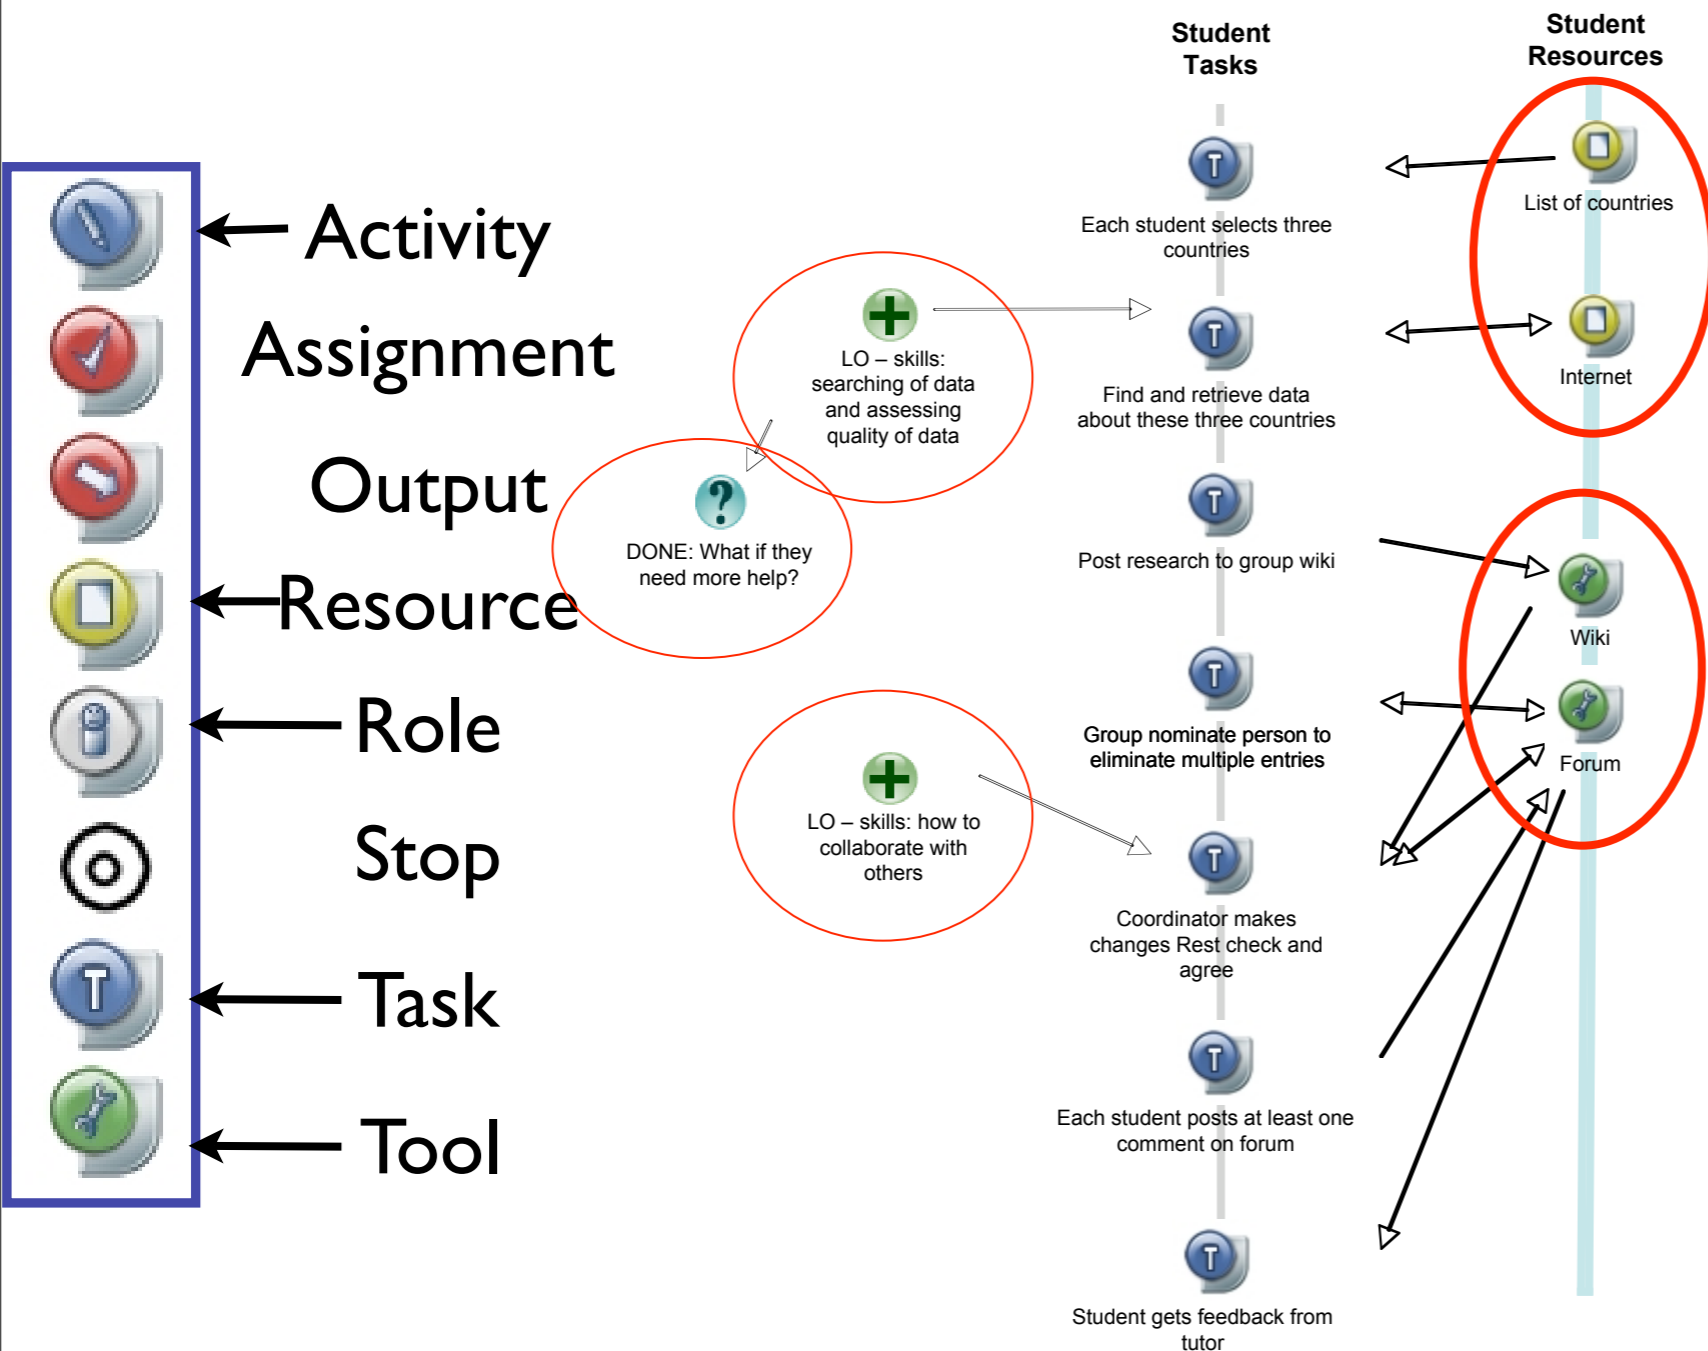 Activity
Assignment
Output
Resource
Role
Stop
Task
Tool
LO – skills:
searching of data
and assessing
quality of data
DONE: What if they
need more help?
LO – skills: how to
collaborate with
others
Student
Tasks
T
Each student selects three
countries
T
Find and retrieve data
about these three countries
T
Post research to group wiki
T
Group nominate person to
eliminate multiple entries
T
Coordinator makes
changes Rest check and
agree
T
Each student posts at least one
comment on forum
T
Student gets feedback from
tutor
Student
Resources
List of countries
Internet
Wiki
Forum